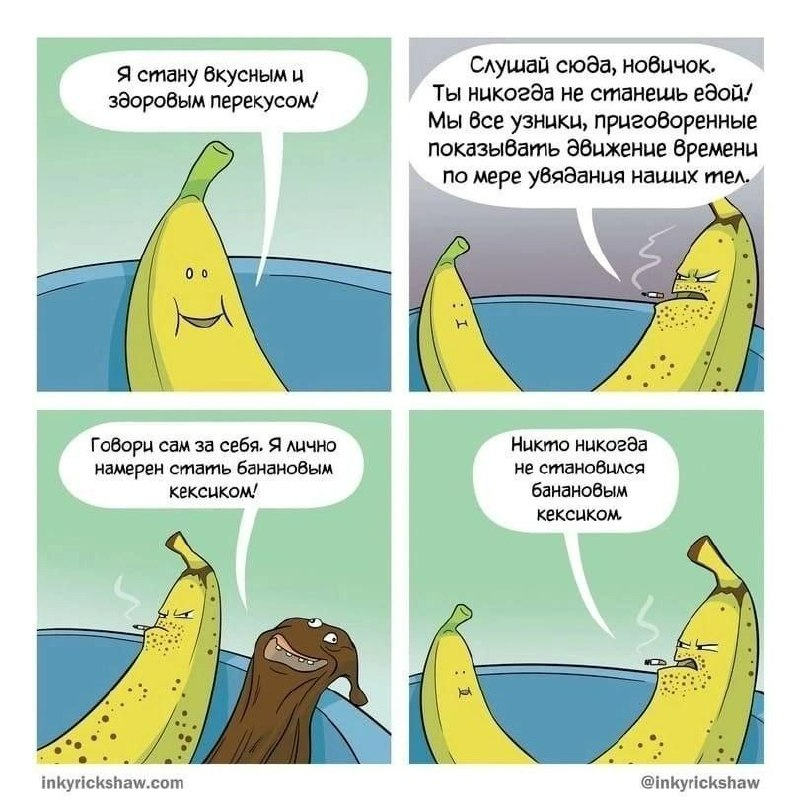 Я стану вкусным и
здоровым перекусом!
Слушай сюда, новичок.
Ты никогда не станешь едой!
Мы все узники, приговоренные
показывать движение времени
по мере увядания наших тел.
Говори сам за себя. Я лично
намерен стать банановым
кексиком!
Никто никогда
не становился
банановым
кексиком.
inkyrickshaw.com
@inkyrickshaw